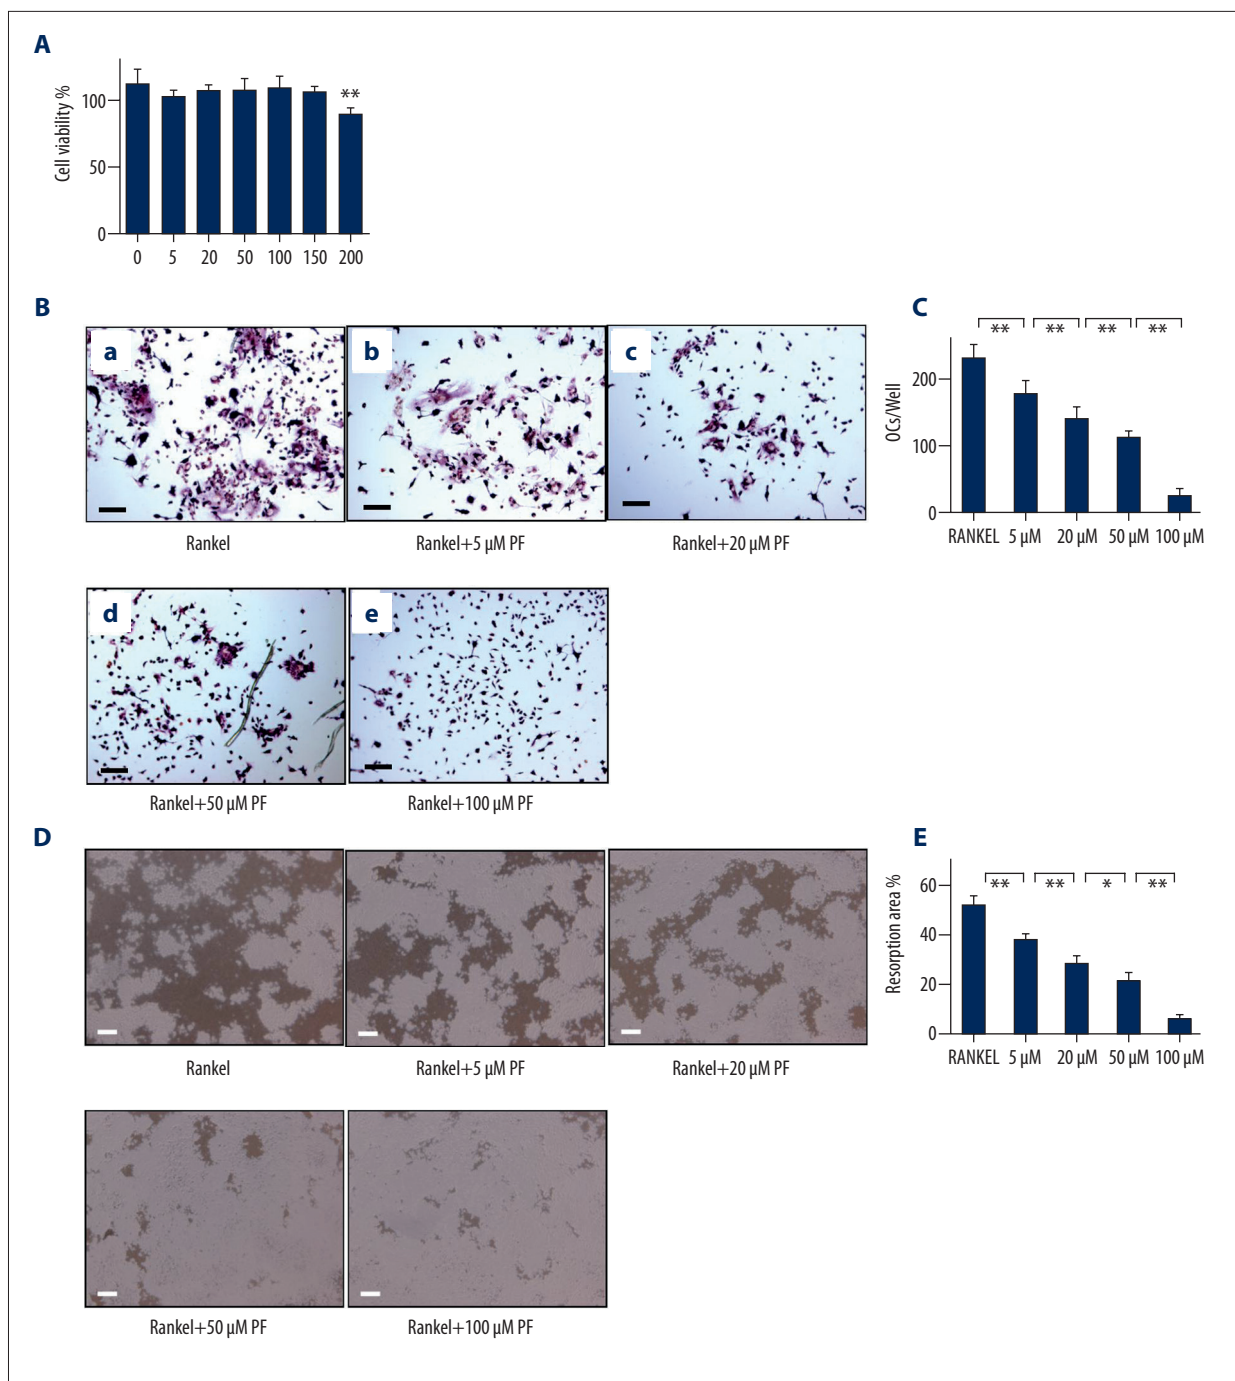 A
Cell viability %
100
50
0
**
0 5 20 50 100 150 200
B
a
b
c
Rankel
Rankel+5 µM PF
Rankel+20 µM PF
d
e
Rankel+50 µM PF
Rankel+100 µM PF
C
OCs/Well
200
100
0
** ** ** **
RANKEL 5 µM 20 µM 50 µM 100 µM
D
Rankel
Rankel+5 µM PF
Rankel+20 µM PF
Rankel+50 µM PF
Rankel+100 µM PF
E
Resorption area %
60
40
20
0
** ** * **
RANKEL 5 µM 20 µM 50 µM 100 µM